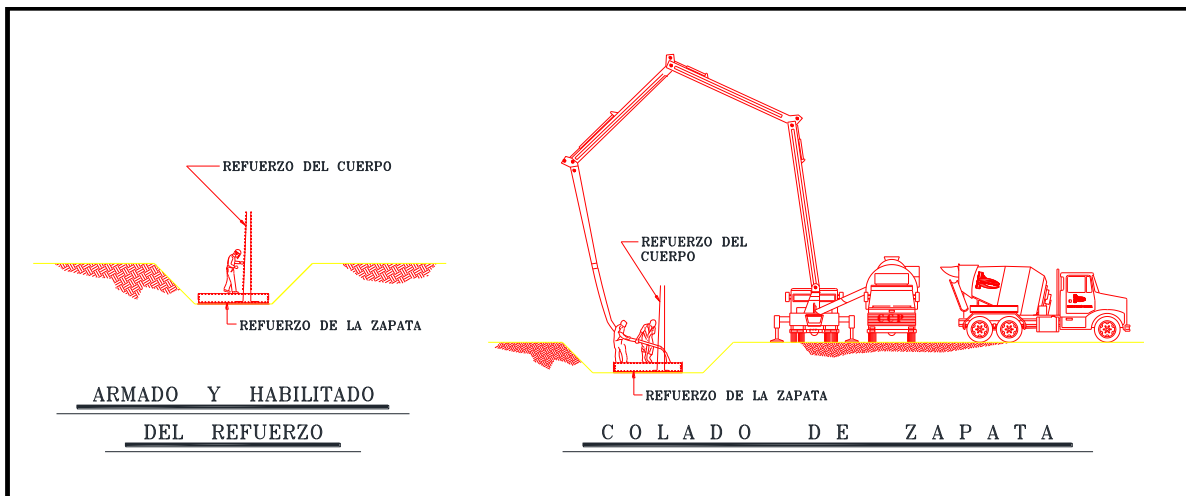 REFUERZO DEL CUERPO
REFUERZO DE LA ZAPATA
ARMADO Y HABILITADO
DEL REFUERZO
REFUERZO DEL
CUERPO
REFUERZO DE LA ZAPATA
COLADO DE ZAPATA